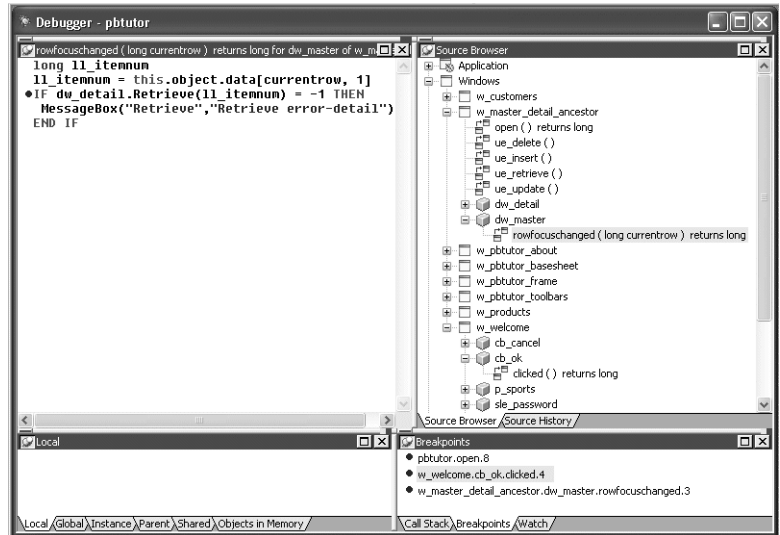 Debugger - pbtutor
rowfocuschanged ( long currentrow ) returns long for dw_master of w_m
long ll_itemnum
ll_itemnum = this.object.data[currentrow, 1]
IF dw_detail.Retrieve(ll_itemnum) = -1 THEN
MessageBox("Retrieve","Retrieve error-detail")
END IF
Source Browser
Application
Windows
w_customers
w_master_detail_ancestor
open ( ) returns long
ue_delete ( )
ue_insert ( )
ue_retrieve ( )
ue_update ( )
dw_detail
dw_master
rowfocuschanged ( long currentrow ) returns long
w_pbtutor_about
w_pbtutor_basesheet
w_pbtutor_frame
w_pbtutor_toolbars
w_products
w_welcome
cb_cancel
cb_ok
clicked ( ) returns long
p_sports
sle_password
Source Browser Source History
Local
Local Global Instance Parent Shared Objects in Memory
Breakpoints
pbtutor.open.8
w_welcome.cb_ok.clicked.4
w_master_detail_ancestor.dw_master.rowfocuschanged.3
Call Stack Breakpoints Watch